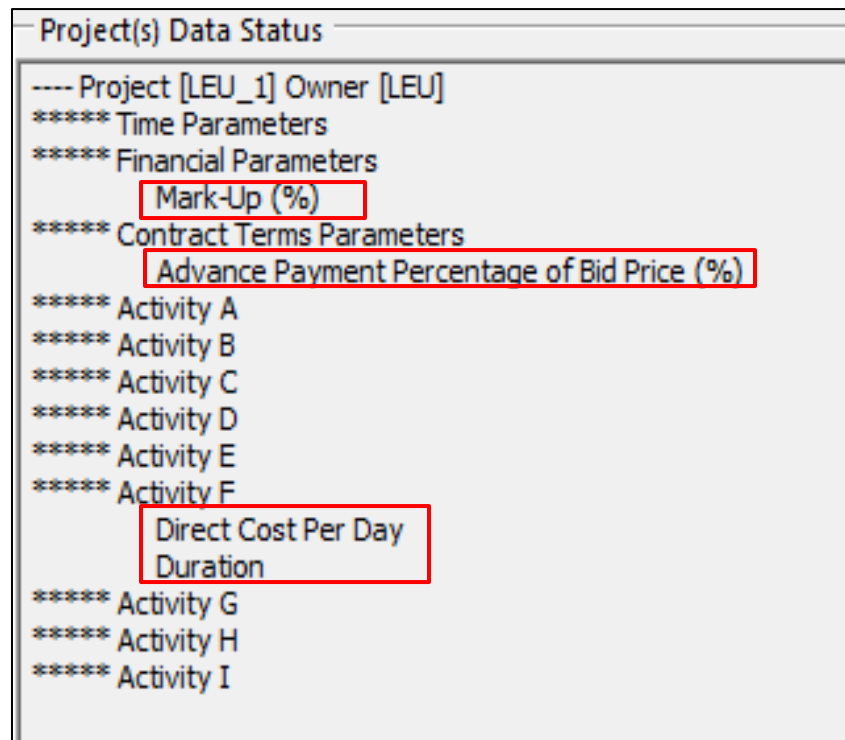 Project(s) Data Status
---- Project [LEU_1] Owner [LEU]
***** Time Parameters
***** Financial Parameters
Mark-Up (%)
***** Contract Terms Parameters
Advance Payment Percentage of Bid Price (%)
***** Activity A
***** Activity B
***** Activity C
***** Activity D
***** Activity E
***** Activity F
Direct Cost Per Day
Duration
***** Activity G
***** Activity H
***** Activity I